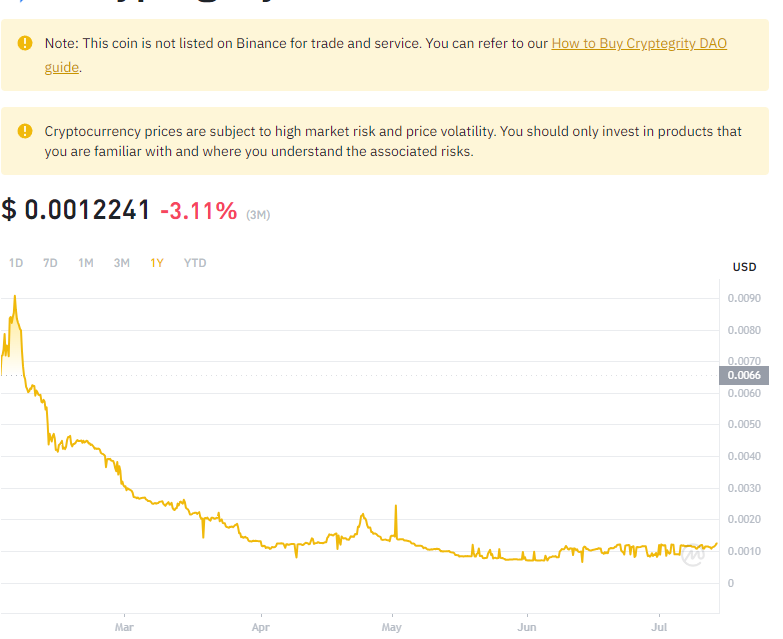 Note: This coin is not listed on Binance for trade and service. You can refer to our How to Buy Cryptegrity DAO
guide.
Cryptocurrency prices are subject to high market risk and price volatility. You should only invest in products that
you are familiar with and where you understand the associated risks.
$ 0.0012241 -3.11% (3M)
1D 7D 1M 3M 1Y YTD
USD
0.0090
0.0080
0.0070
0.0066
0.0060
0.0050
0.0040
0.0030
0.0020
0.0010
0
Mar Apr May Jun Jul